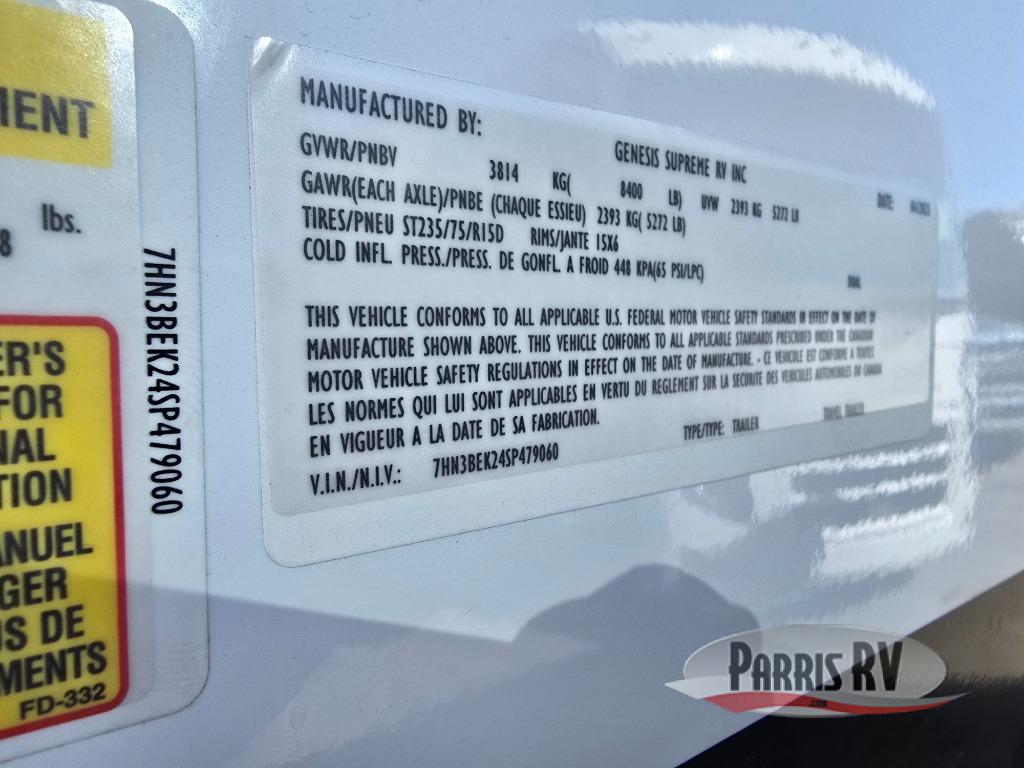 MENT
lbs.
8
7HN3BEK24SP479060
ER'S
FOR
NAL
TION
ANUEL
GER
US DE
MENTS
FD-332
MANUFACTURED BY: GENESIS SUPREME RV INC
GVWR/PNBV 3814 KG( 8400 LB) UVW 2393 KG 5272 LB DATE:
GAWR(EACH AXLE)/PNBE (CHAQUE ESSIEU) 2393 KG( 5272 LB)
TIRES/PNEU ST235/75/R15D RIMS/JANTE 15X6
COLD INFL. PRESS./PRESS. DE GONFL. A FROID 448 KPA(65 PSI/LPC)
THIS VEHICLE CONFORMS TO ALL APPLICABLE U.S. FEDERAL MOTOR VEHICLE SAFETY STANDARDS IN EFFECT ON THE DATE OF
MANUFACTURE SHOWN ABOVE. THIS VEHICLE CONFORMS TO ALL APPLICABLE STANDARDS PRESCRIBED UNDER THE CANADIAN
MOTOR VEHICLE SAFETY REGULATIONS IN EFFECT ON THE DATE OF MANUFACTURE. - CE VEHICULE EST CONFORME A TOUTES
LES NORMES QUI LUI SONT APPLICABLES EN VERTU DU REGLEMENT SUR LA SECURITE DES VEHICULES AUTOMOBILES DU CANADA
EN VIGUEUR A LA DATE DE SA FABRICATION.
V.I.N./N.I.V.: 7HN3BEK24SP479060 TYPE/TYPE: TRAILER TRAVEL TRAILER
PARRIS RV
.com